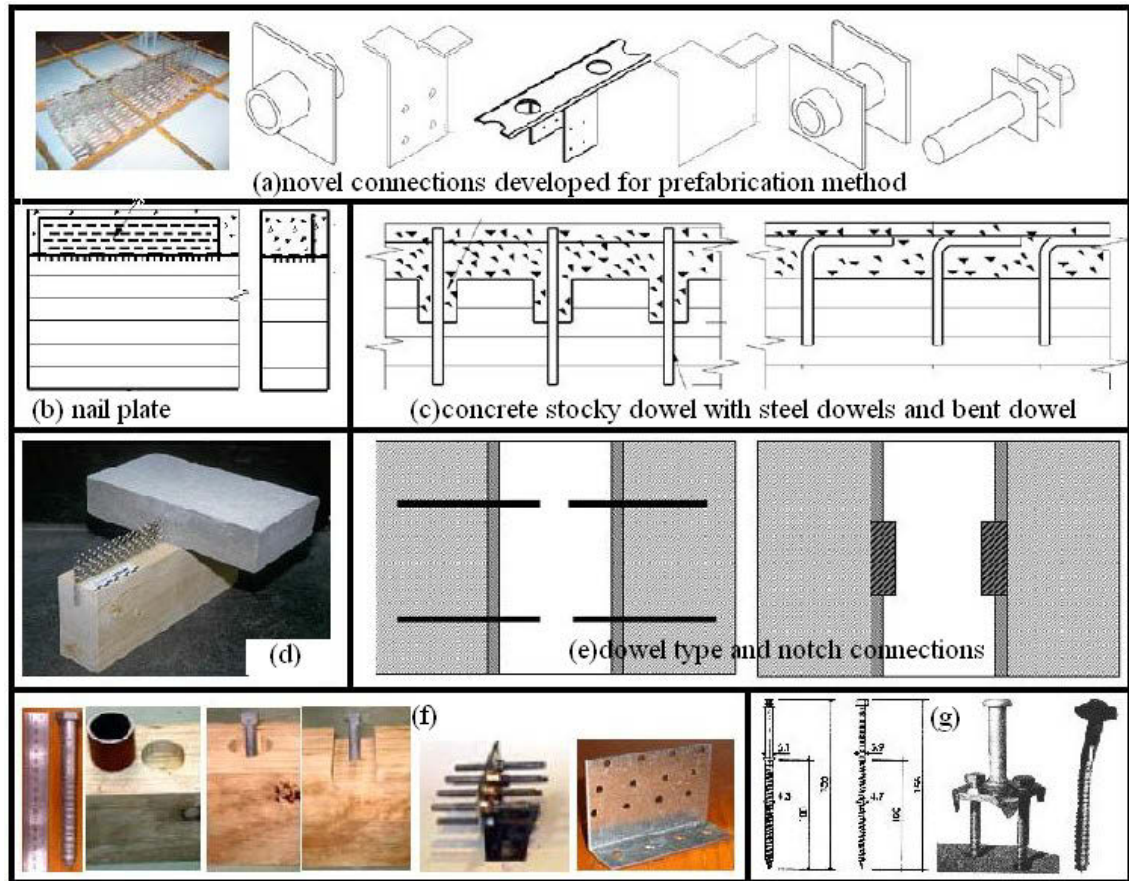 (a)novel connections developed for prefabrication method
(b) nail plate
(c)concrete stocky dowel with steel dowels and bent dowel
(d)
(e)dowel type and notch connections
(f)
(g)